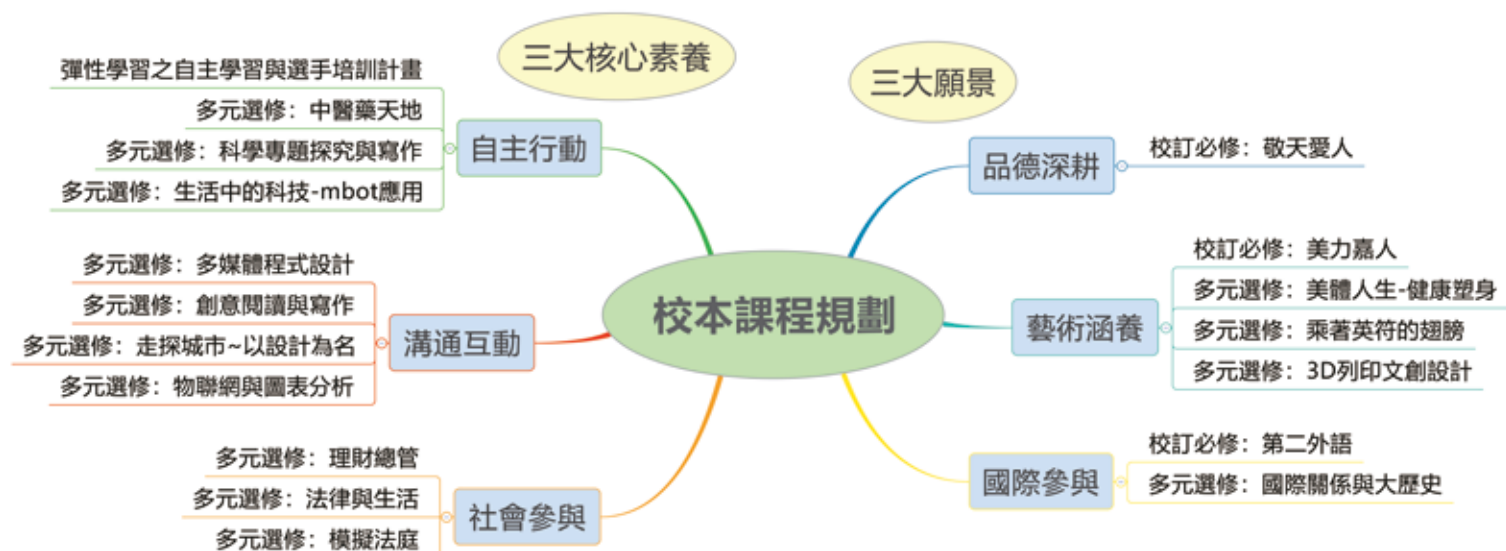 三大核心素養
彈性學習之自主學習與選手培訓計畫
多元選修：中醫藥天地
多元選修：科學專題探究與寫作
多元選修：生活中的科技-mbot應用
自主行動
多元選修：多媒體程式設計
多元選修：創意閱讀與寫作
多元選修：走探城市~以設計為名
多元選修：物聯網與圖表分析
溝通互動
多元選修：理財總管
多元選修：法律與生活
多元選修：模擬法庭
社會參與
校本課程規劃
三大願景
品德深耕
校訂必修：敬天愛人
藝術涵養
校訂必修：美力嘉人
多元選修：美體人生-健康塑身
多元選修：乘著英符的翅膀
多元選修：3D列印文創設計
國際參與
校訂必修：第二外語
多元選修：國際關係與大歷史